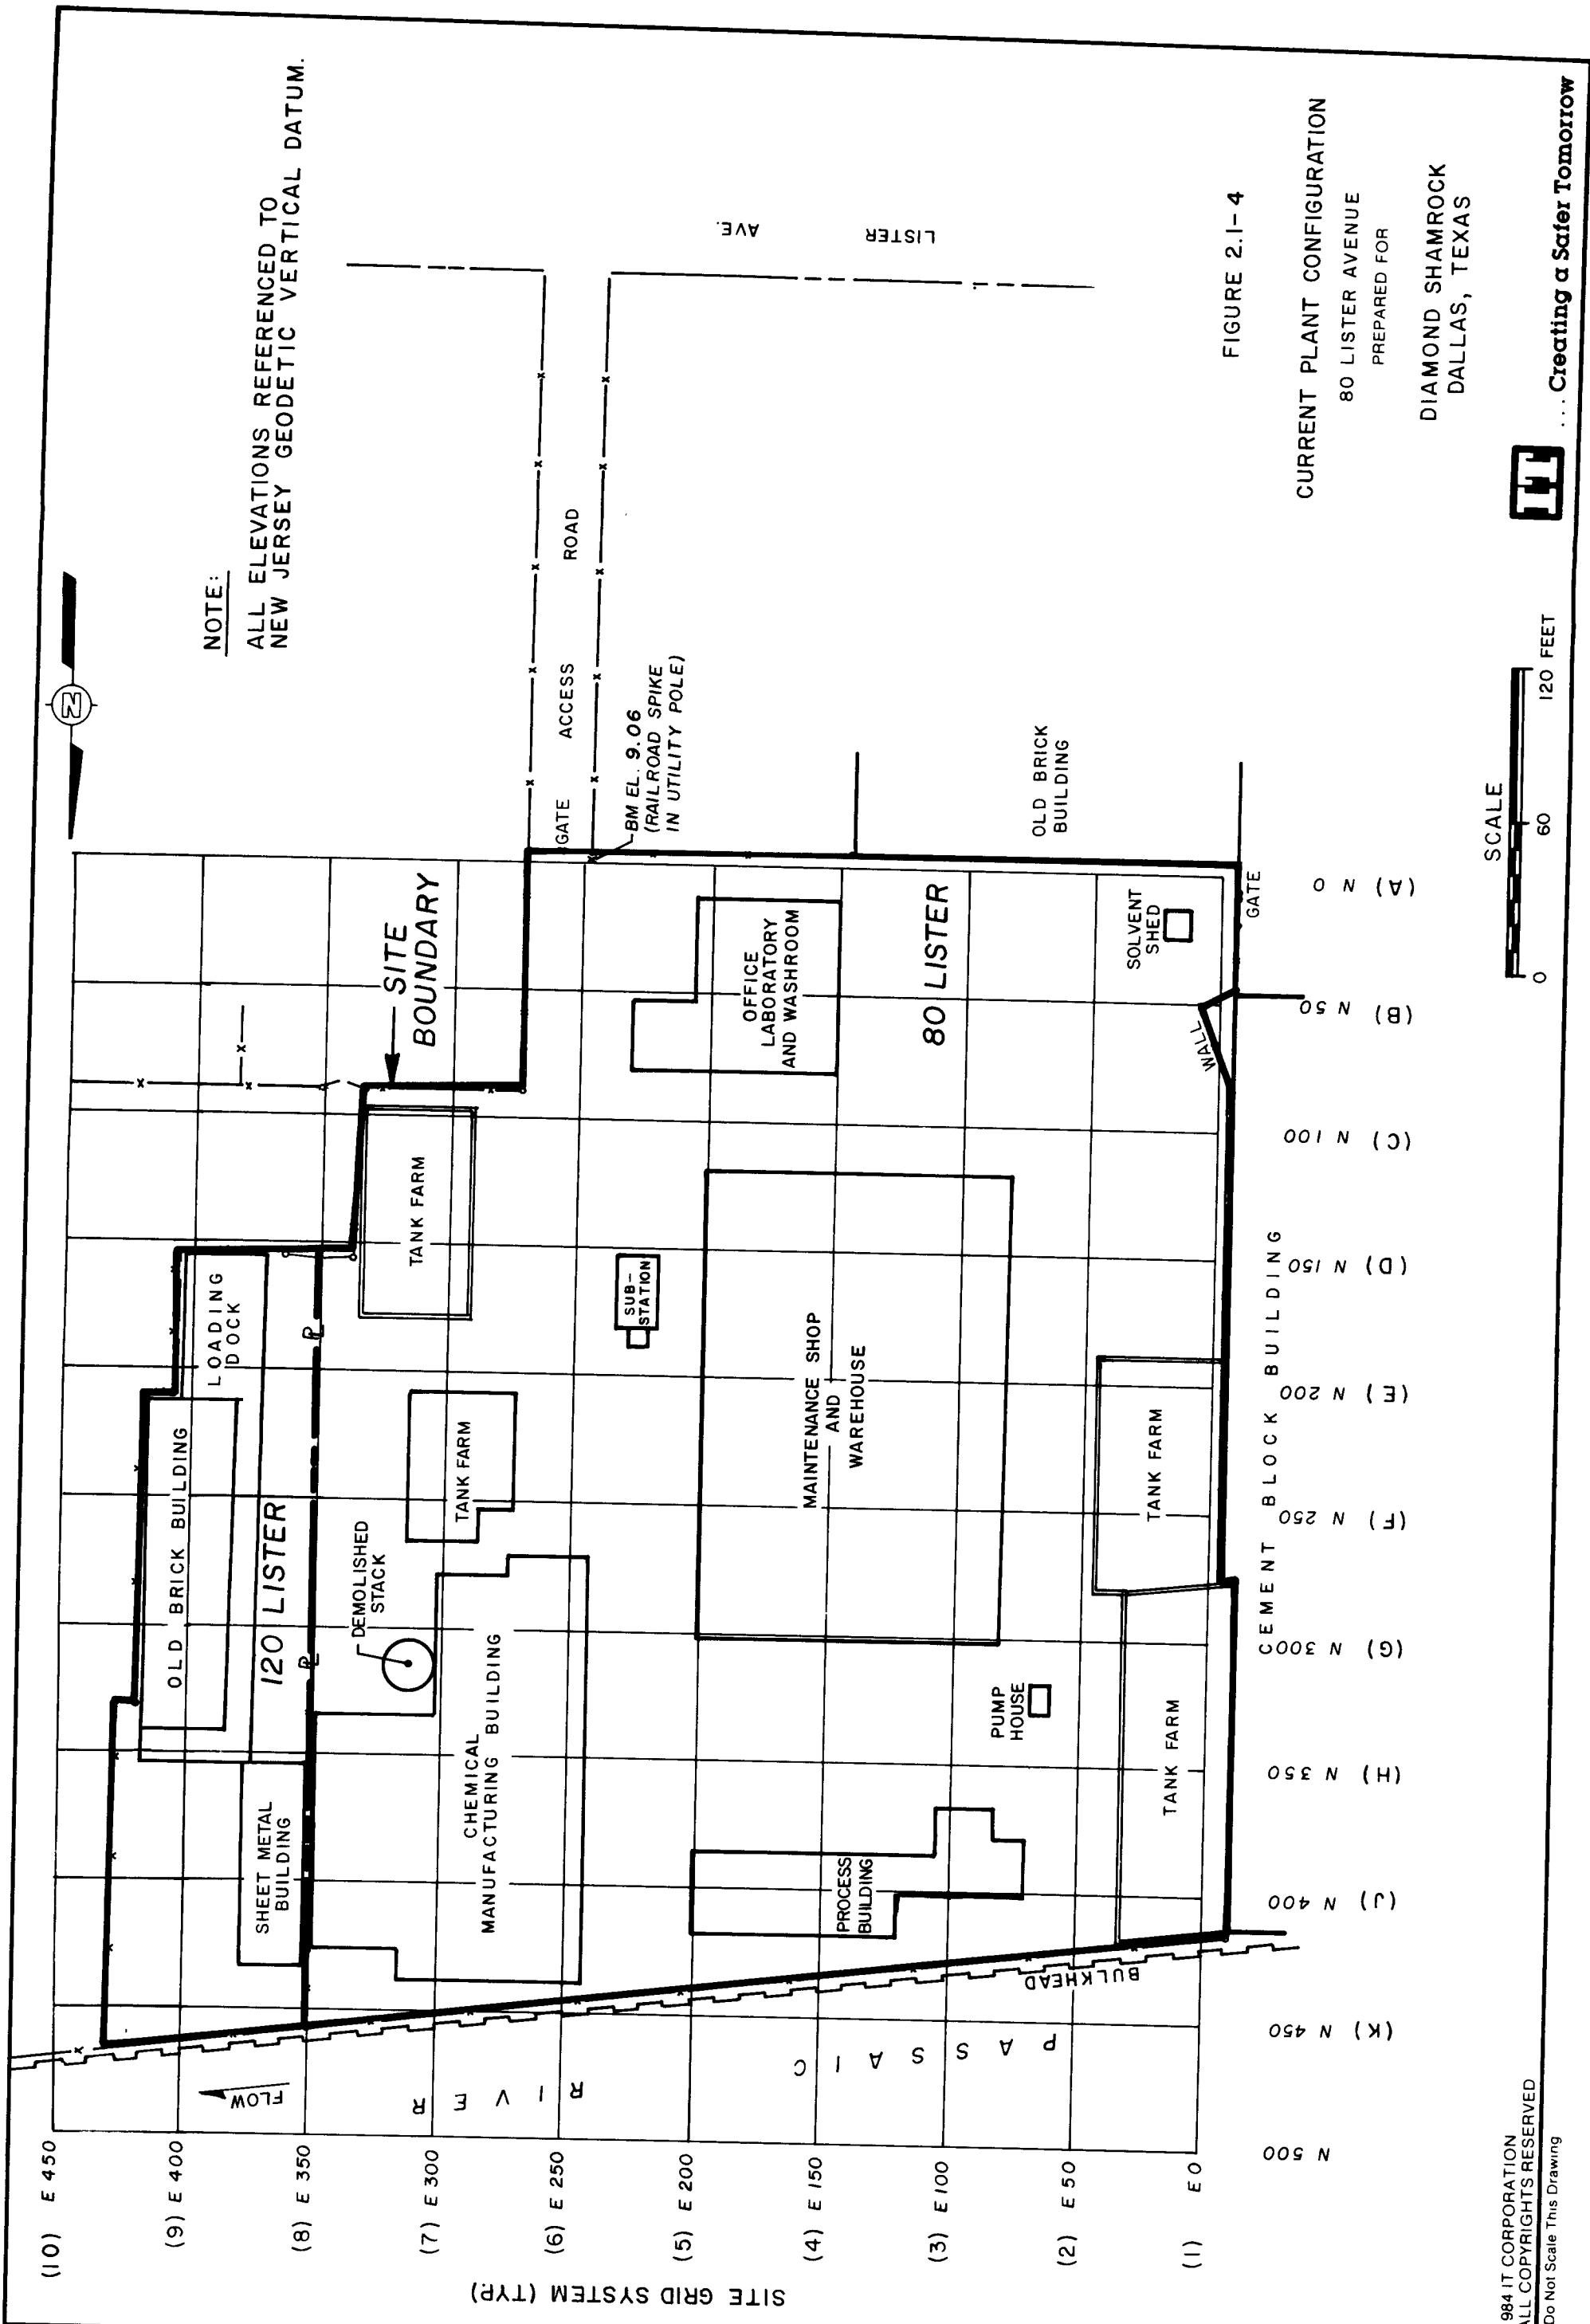 NOTE:
ALL ELEVATIONS REFERENCED TO
NEW JERSEY GEODETIC VERTICAL DATUM.
N
LISTER AVE.
ACCESS ROAD
GATE
BM EL. 9.06
(RAILROAD SPIKE
IN UTILITY POLE)
OLD BRICK
BUILDING
SITE
BOUNDARY
OFFICE
LABORATORY
AND WASHROOM
80 LISTER
SOLVENT
SHED
GATE
WALL
TANK FARM
LOADING
DOCK
SUB-
STATION
OLD BRICK BUILDING
120 LISTER
PL
PL
DEMOLISHED
STACK
TANK FARM
MAINTENANCE SHOP
AND
WAREHOUSE
TANK FARM
CEMENT BLOCK BUILDING
SHEET METAL
BUILDING
CHEMICAL
MANUFACTURING BUILDING
PUMP
HOUSE
PROCESS
BUILDING
TANK FARM
BULKHEAD
FLOW
PASSAIC RIVER
(A) N 0
(B) N 50
(C) N 100
(D) N 150
(E) N 200
(F) N 250
(G) N 300
(H) N 350
(J) N 400
(K) N 450
N 500
(10) E 450
(9) E 400
(8) E 350
(7) E 300
(6) E 250
(5) E 200
(4) E 150
(3) E 100
(2) E 50
(1) E 0
SITE GRID SYSTEM (TYP.)
SCALE
0 60 120 FEET
FIGURE 2.1-4
CURRENT PLANT CONFIGURATION
80 LISTER AVENUE
PREPARED FOR
DIAMOND SHAMROCK
DALLAS, TEXAS
... Creating a Safer Tomorrow
984 IT CORPORATION
ALL COPYRIGHTS RESERVED
Do Not Scale This Drawing